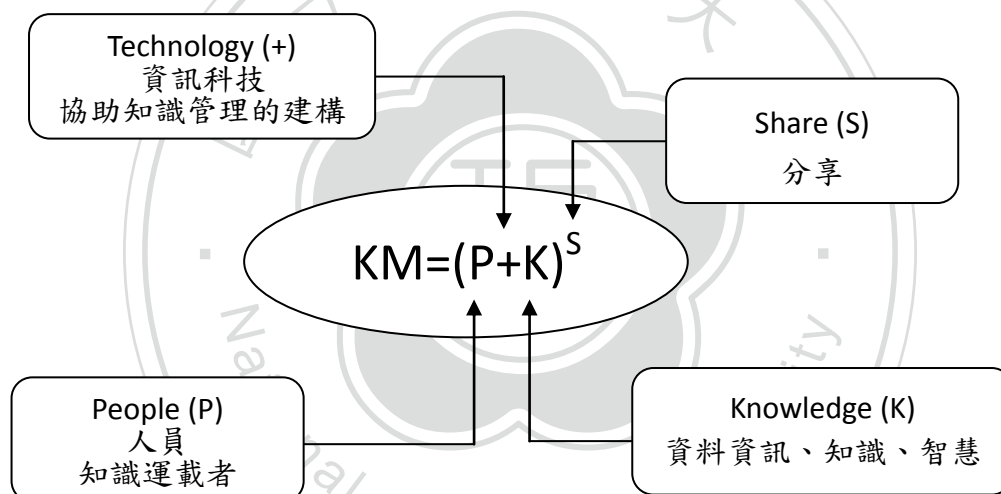 Technology (+)
資訊科技
協助知識管理的建構
Share (S)
分享
KM=(P+K)^S
People (P)
人員
知識運載者
Knowledge (K)
資料資訊、知識、智慧